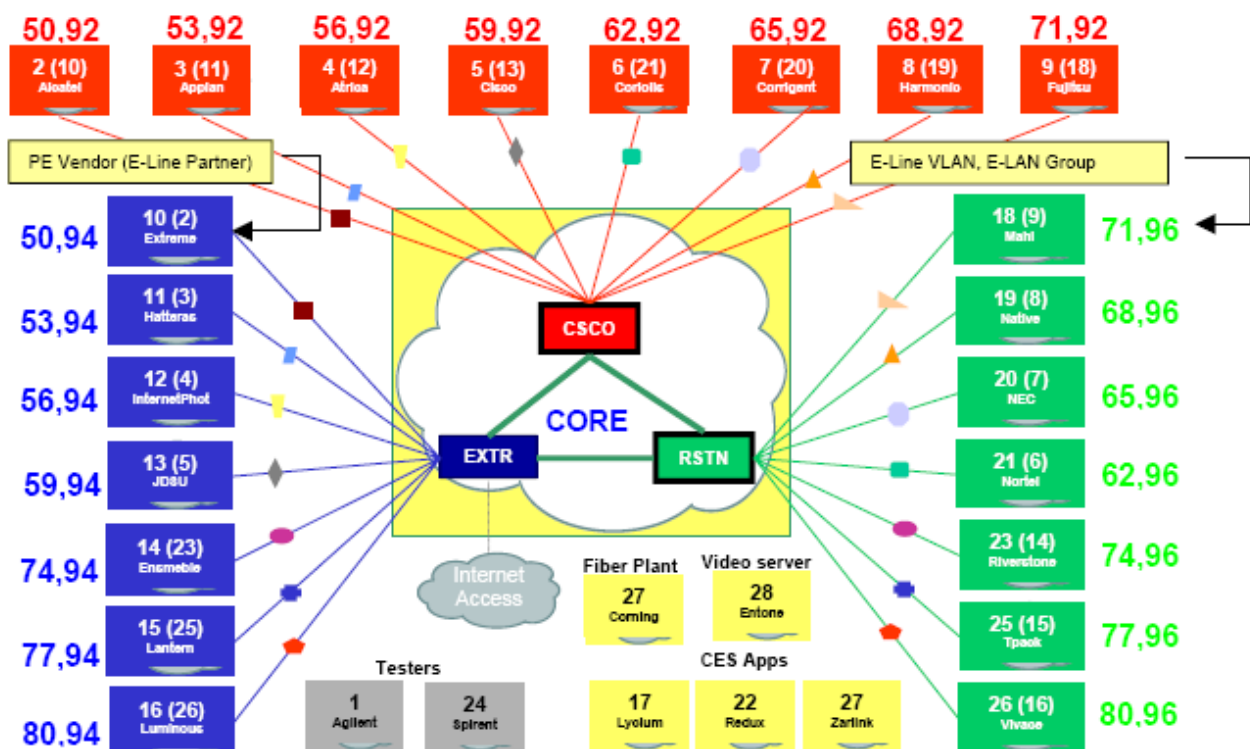 50,92 53,92 56,92 59,92 62,92 65,92 68,92 71,92
2 (10) 3 (11) 4 (12) 5 (13) 6 (21) 7 (20) 8 (19) 9 (18)
Alcatel Appian Atrica Cisco Coriolis Corrigent Harmonic Fujitsu
PE Vendor (E-Line Partner)
E-Line VLAN, E-LAN Group
50,94
10 (2)
Extreme
53,94
11 (3)
Hatteras
56,94
12 (4)
InternetPhot
59,94
13 (5)
JDSU
74,94
14 (23)
Ensmeble
77,94
15 (25)
Lantern
80,94
16 (26)
Luminous
CSCO
CORE
EXTR
RSTN
Internet
Access
18 (9)
Mahi
71,96
19 (8)
Native
68,96
20 (7)
NEC
65,96
21 (6)
Nortel
62,96
23 (14)
Riverstone
74,96
25 (15)
Tpack
77,96
26 (16)
Vivace
80,96
Fiber Plant
27
Corning
Video server
28
Entone
Testers
1
Agilent
24
Spirent
CES Apps
17
Lycium
22
Redux
27
Zarlink